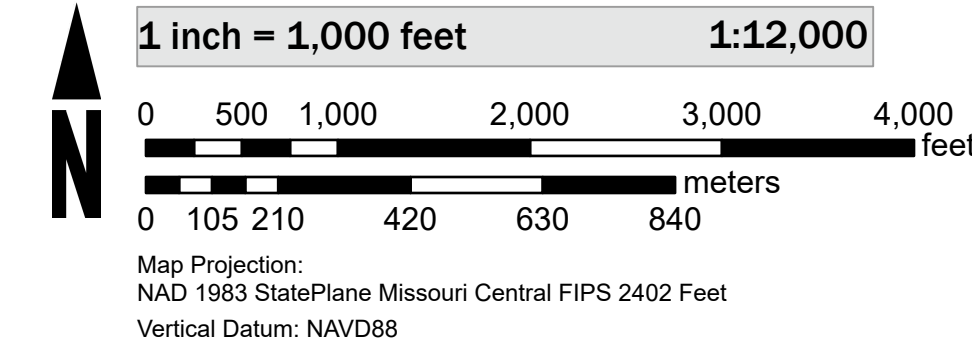 1 inch = 1,000 feet 1:12,000
0 500 1,000 2,000 3,000 4,000
feet
N
meters
0 105 210 420 630 840
Map Projection:
NAD 1983 StatePlane Missouri Central FIPS 2402 Feet
Vertical Datum: NAVD88